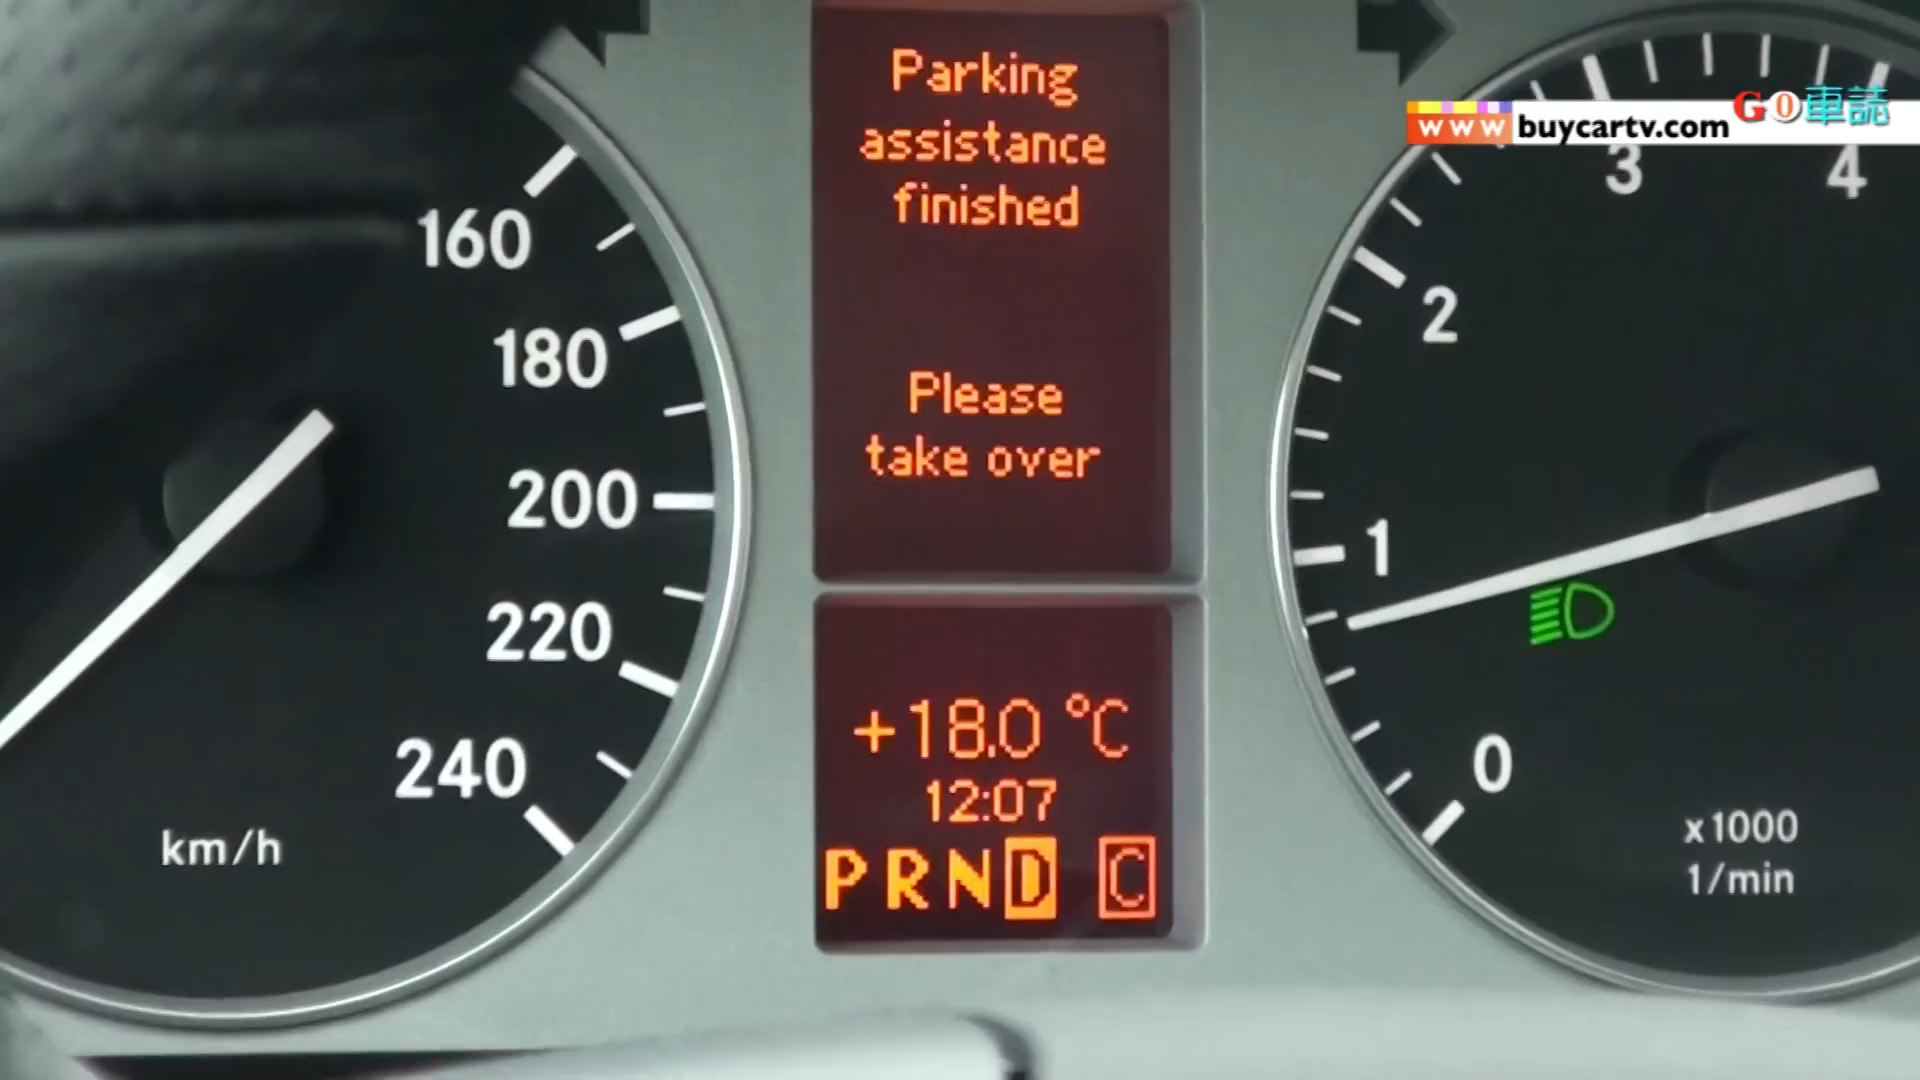 Parking
assistance
finished
Please
take over
+18.0 °C
12:07
P R N D C
160
180
200
220
240
km/h
www buycartv.com
GO車誌
4
3
2
1
0
x1000
1/min